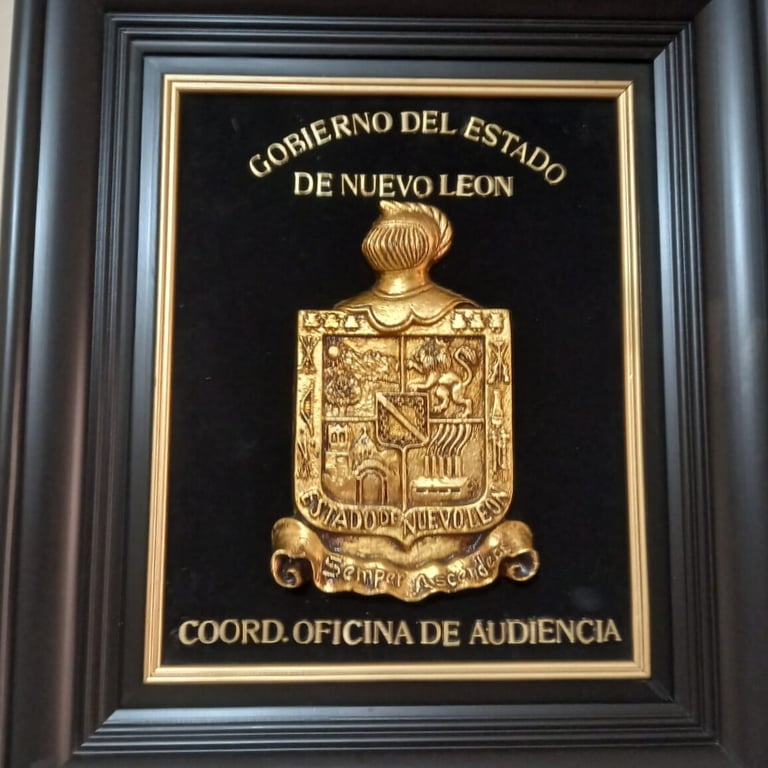 GOBIERNO DEL ESTADO
DE NUEVO LEON
ESTADO DE NUEVO LEON
Semper Ascendens
COORD. OFICINA DE AUDIENCIA